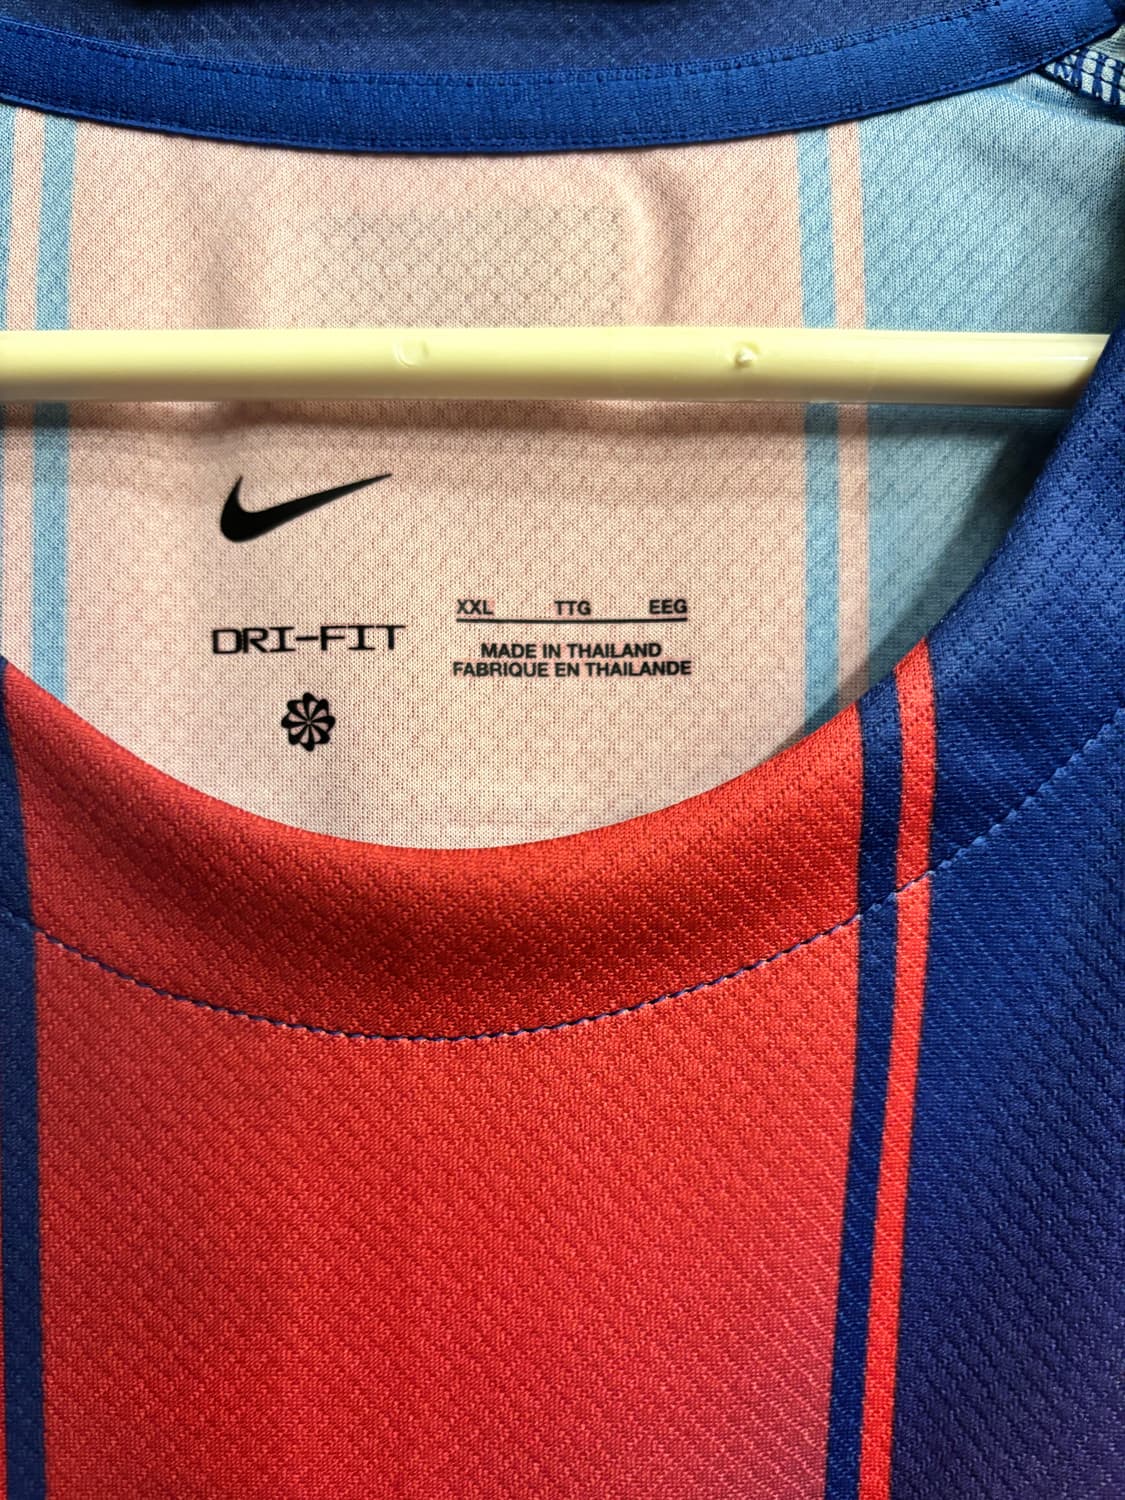 DRI-FIT
XXL TTG EEG
MADE IN THAILAND
FABRIQUE EN THAILANDE